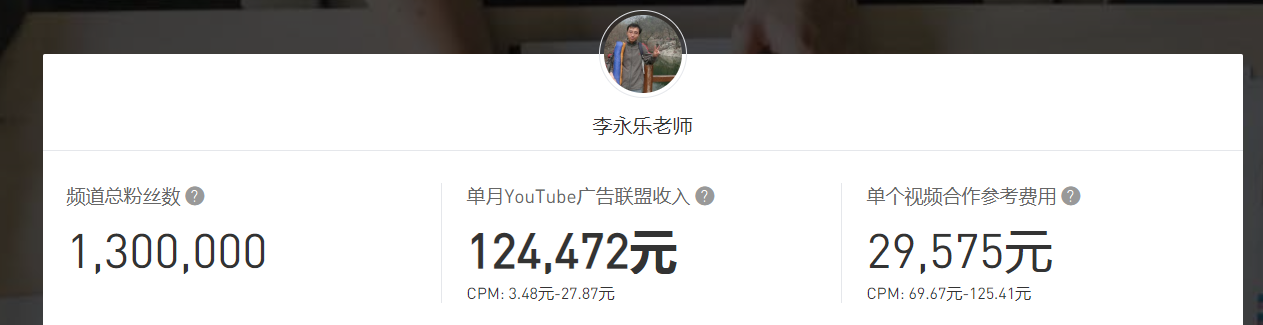 李永乐老师
频道总粉丝数 ?
1,300,000
单月YouTube广告联盟收入 ?
124,472元
CPM: 3.48元-27.87元
单个视频合作参考费用 ?
29,575元
CPM: 69.67元-125.41元